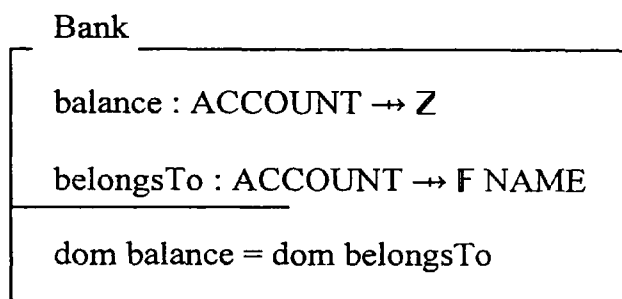 Bank
balance : ACCOUNT ⇸ ℤ
belongsTo : ACCOUNT ⇸ 𝔽 NAME
dom balance = dom belongsTo